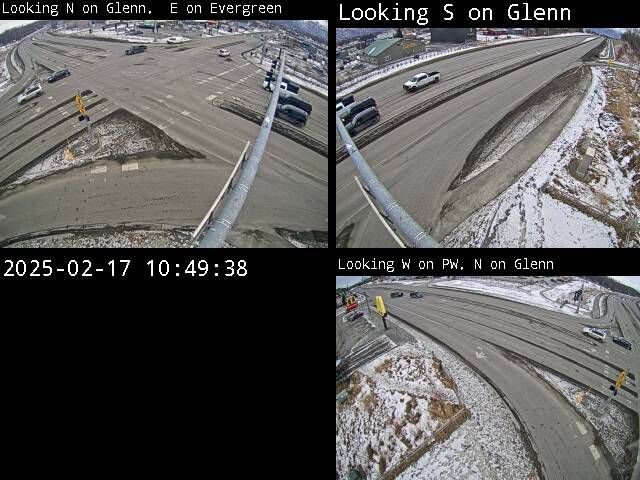 Looking N on Glenn,  E on Evergreen
Looking S on Glenn
2025-02-17 10:49:38
Looking W on PW, N on Glenn